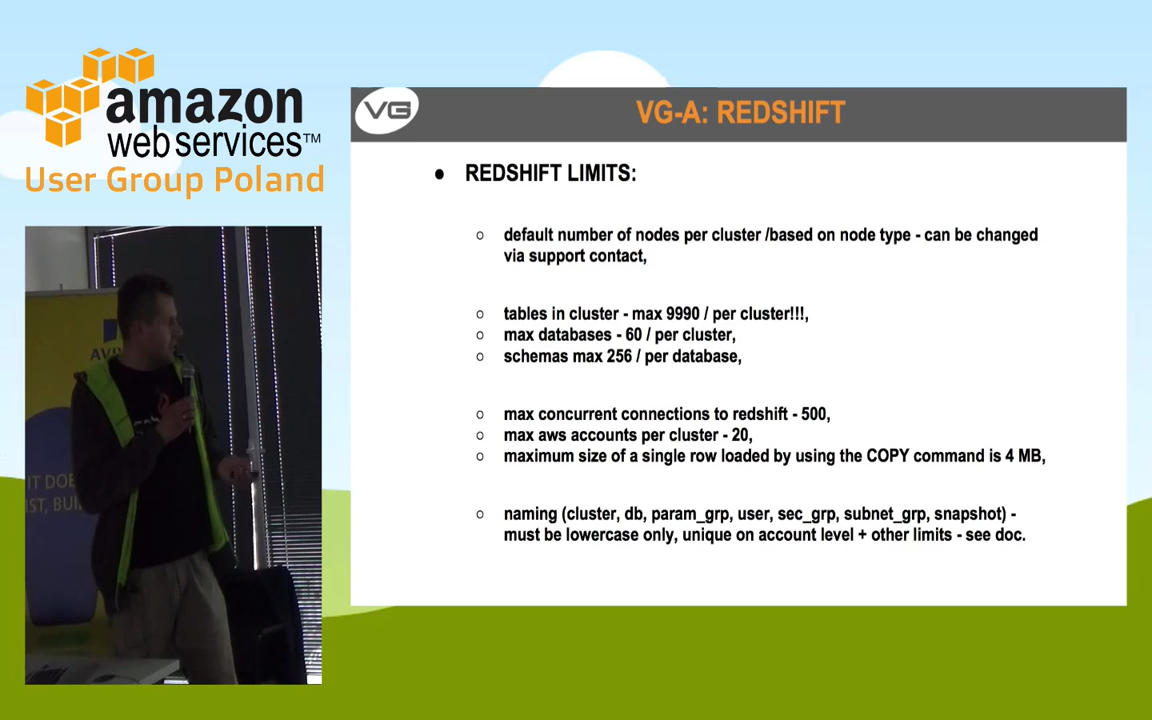 amazon
web services™
User Group Poland
VG
VG-A: REDSHIFT
● REDSHIFT LIMITS:
○ default number of nodes per cluster /based on node type - can be changed
via support contact,
○ tables in cluster - max 9990 / per cluster!!!,
○ max databases - 60 / per cluster,
○ schemas max 256 / per database,
○ max concurrent connections to redshift - 500,
○ max aws accounts per cluster - 20,
○ maximum size of a single row loaded by using the COPY command is 4 MB,
○ naming (cluster, db, param_grp, user, sec_grp, subnet_grp, snapshot) -
must be lowercase only, unique on account level + other limits - see doc.
IT DOE